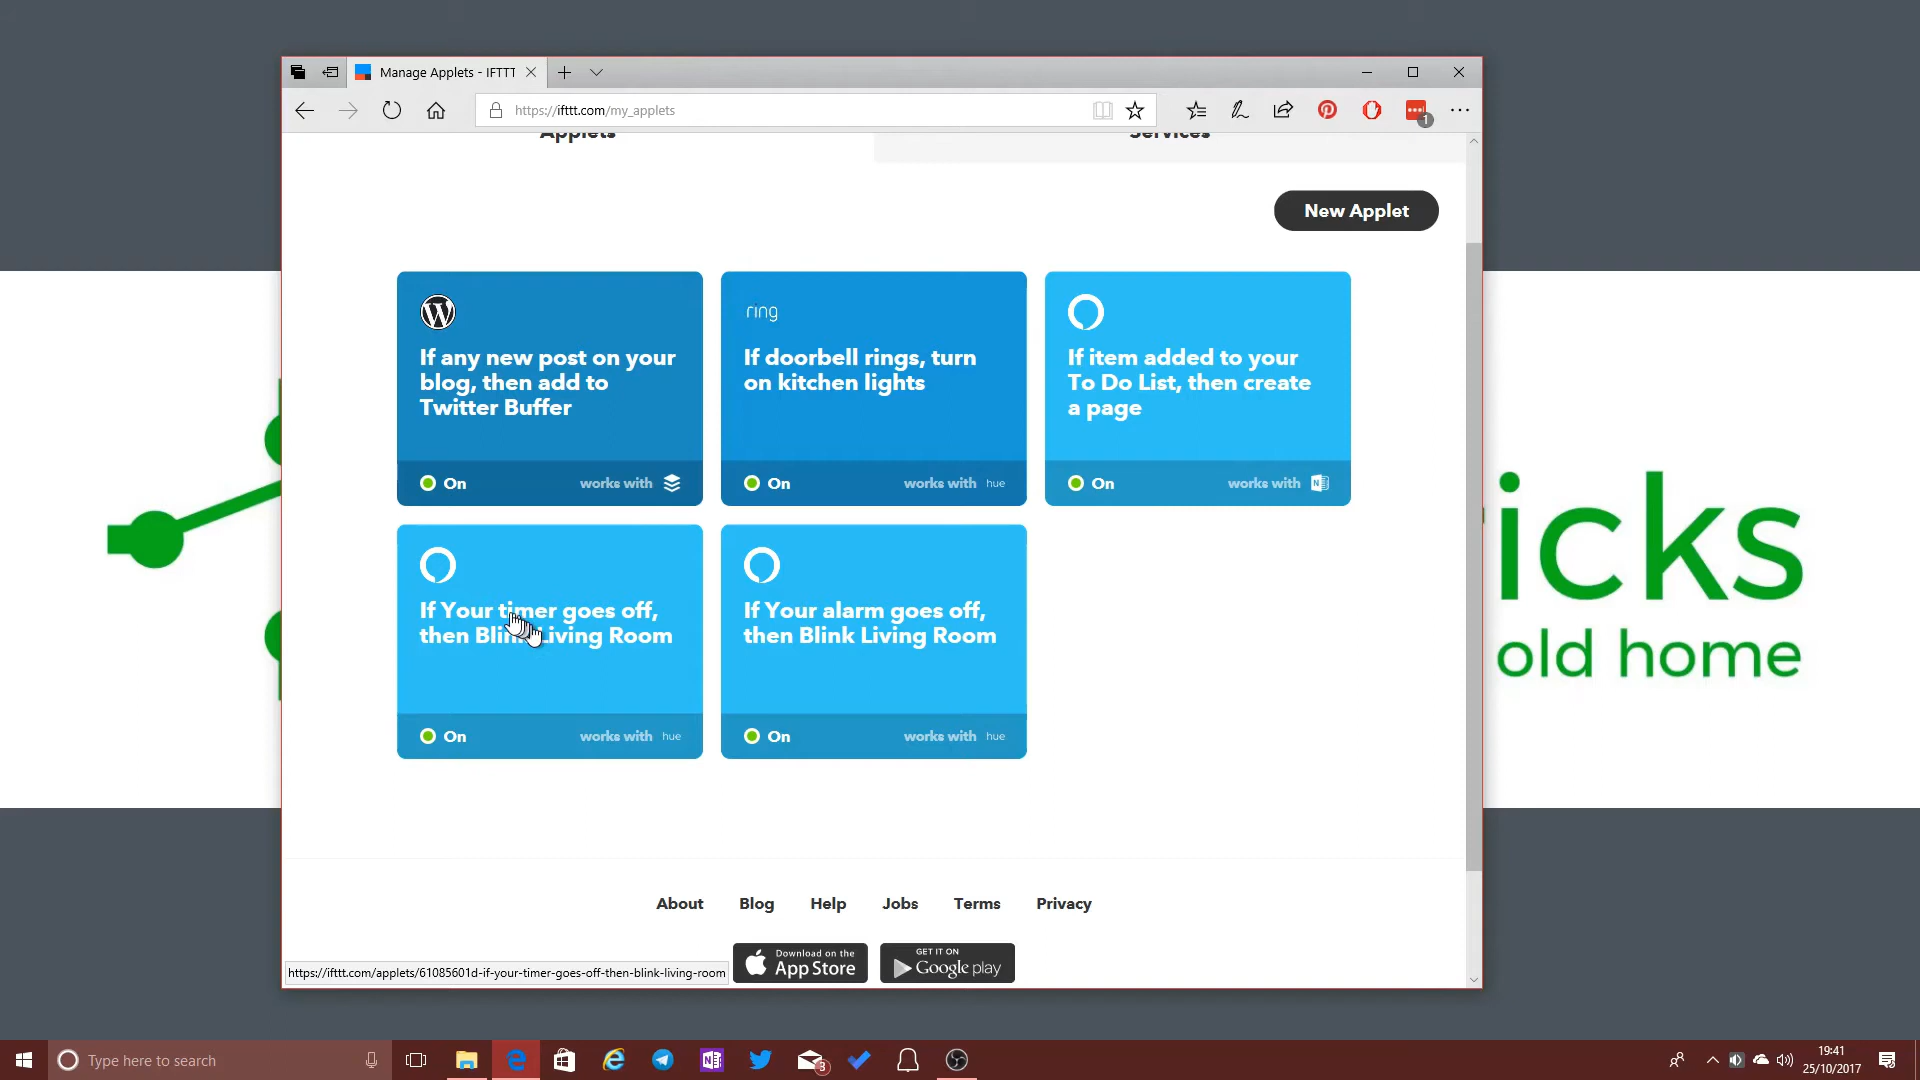 Manage Applets - IFTTT
https://ifttt.com/my_applets
1
Applets
Services
New Applet
If any new post on your
blog, then add to
Twitter Buffer
On
works with
ring
If doorbell rings, turn
on kitchen lights
On
works with hue
If item added to your
To Do List, then create
a page
On
works with
If Your timer goes off,
then Blink Living Room
On
works with hue
If Your alarm goes off,
then Blink Living Room
On
works with hue
icks
old home
About
Blog
Help
Jobs
Terms
Privacy
https://ifttt.com/applets/61085601d-if-your-timer-goes-off-then-blink-living-room
Download on the
App Store
GET IT ON
Google play
Type here to search
3
19:41
25/10/2017